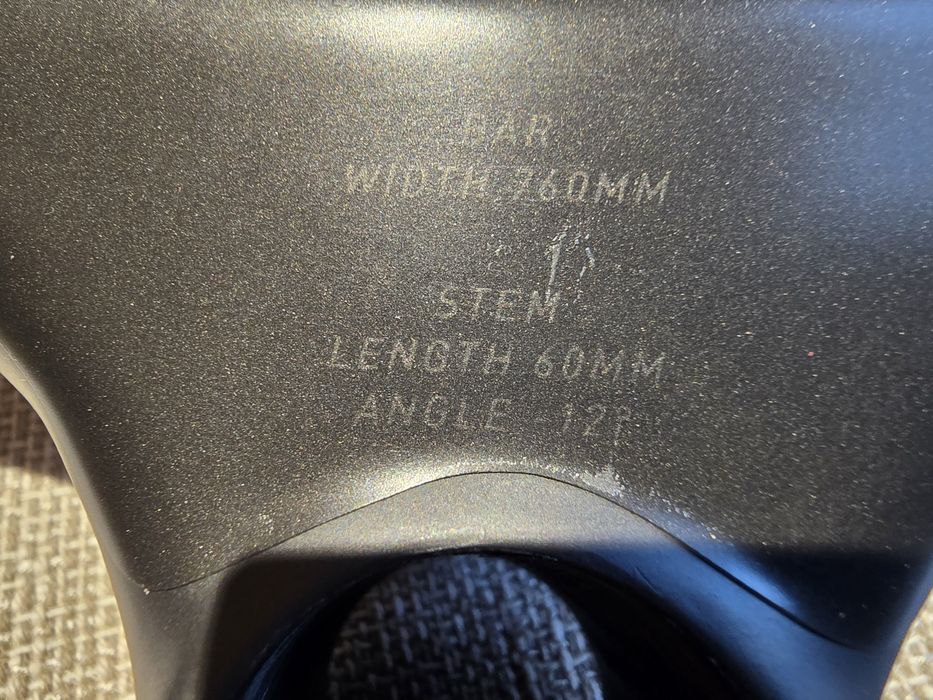 BAR
WIDTH 760MM
STEM
LENGTH 60MM
ANGLE -12°